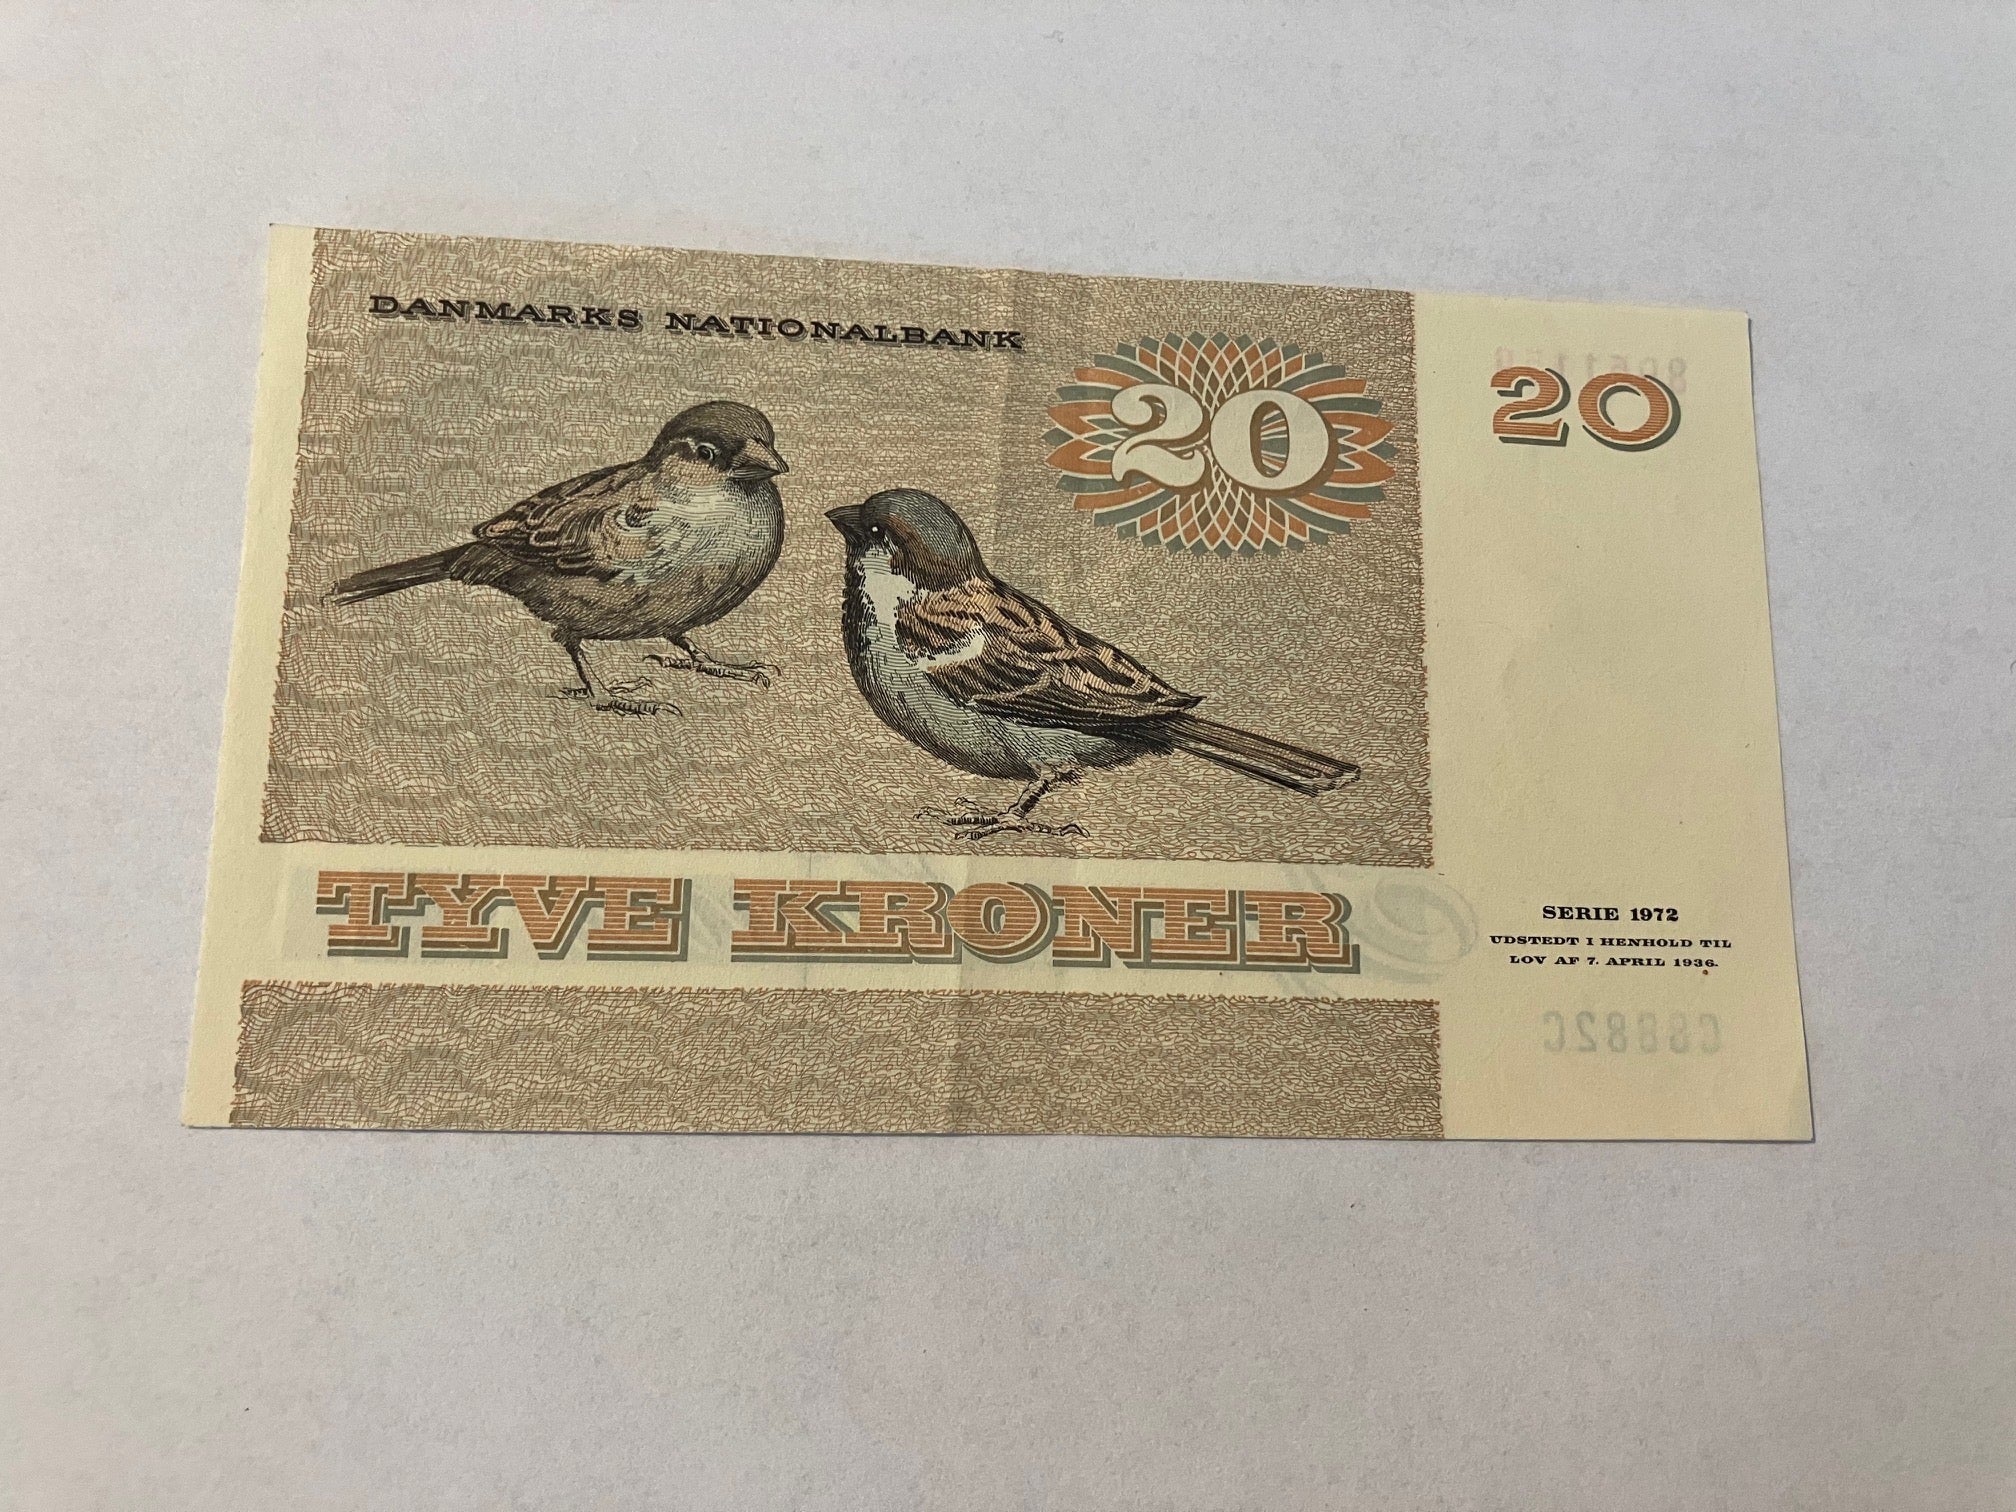 DANMARKS NATIONALBANK
20
20
TYVE KRONER
SERIE 1972
UDSTEDT I HENHOLD TIL
LOV AF 7. APRIL 1936.
C8882C